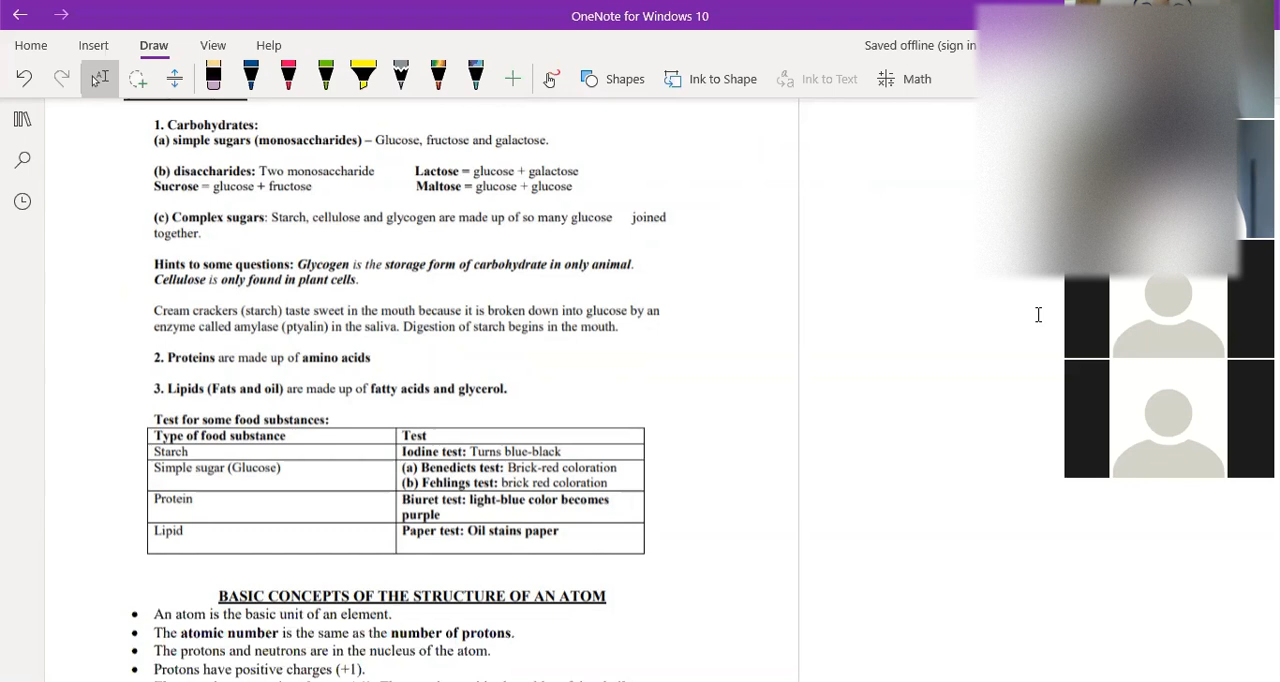 OneNote for Windows 10
Home Insert Draw View Help Saved offline (sign in
Shapes Ink to Shape Ink to Text Math
1. Carbohydrates:
(a) simple sugars (monosaccharides) – Glucose, fructose and galactose.
(b) disaccharides: Two monosaccharide Lactose = glucose + galactose
Sucrose = glucose + fructose Maltose = glucose + glucose
(c) Complex sugars: Starch, cellulose and glycogen are made up of so many glucose joined
together.
Hints to some questions: Glycogen is the storage form of carbohydrate in only animal.
Cellulose is only found in plant cells.
Cream crackers (starch) taste sweet in the mouth because it is broken down into glucose by an
enzyme called amylase (ptyalin) in the saliva. Digestion of starch begins in the mouth.
2. Proteins are made up of amino acids
3. Lipids (Fats and oil) are made up of fatty acids and glycerol.
Test for some food substances:
Type of food substance Test
Starch Iodine test: Turns blue-black
Simple sugar (Glucose) (a) Benedicts test: Brick-red coloration
(b) Fehlings test: brick red coloration
Protein Biuret test: light-blue color becomes
purple
Lipid Paper test: Oil stains paper
BASIC CONCEPTS OF THE STRUCTURE OF AN ATOM
• An atom is the basic unit of an element.
• The atomic number is the same as the number of protons.
• The protons and neutrons are in the nucleus of the atom.
• Protons have positive charges (+1).